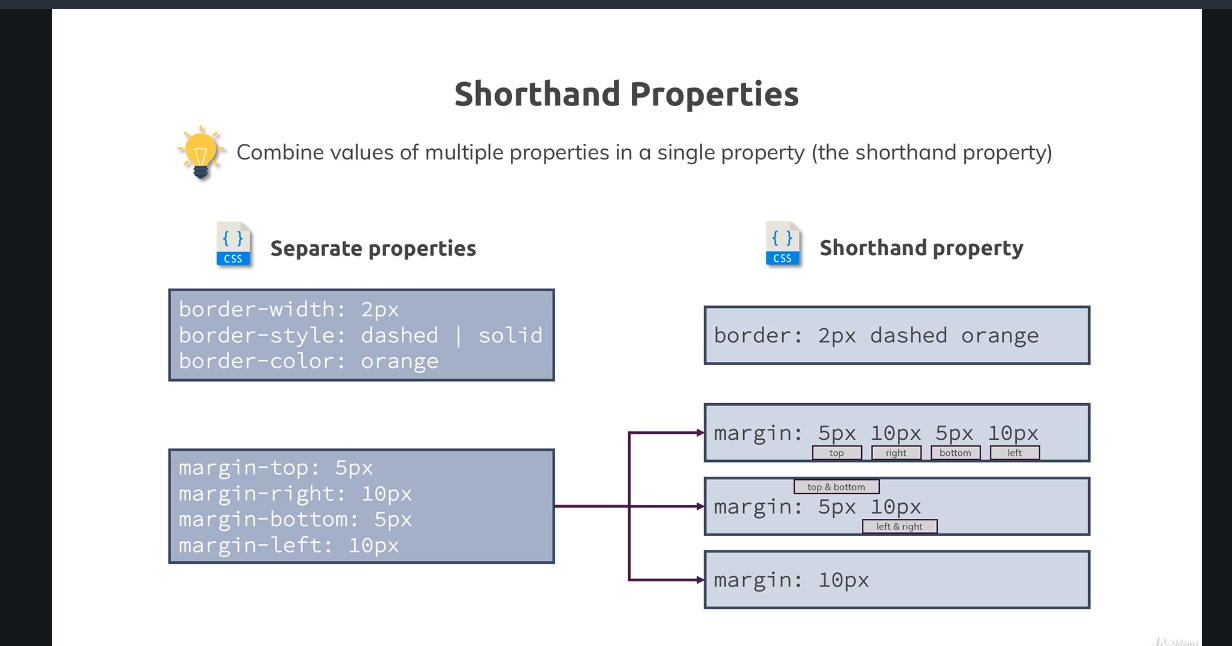 Shorthand Properties
Combine values of multiple properties in a single property (the shorthand property)
{ }
CSS
Separate properties
border-width: 2px
border-style: dashed | solid
border-color: orange
margin-top: 5px
margin-right: 10px
margin-bottom: 5px
margin-left: 10px
{ }
CSS
Shorthand property
border: 2px dashed orange
margin: 5px 10px 5px 10px
top right bottom left
top & bottom
margin: 5px 10px
left & right
margin: 10px
Udemy